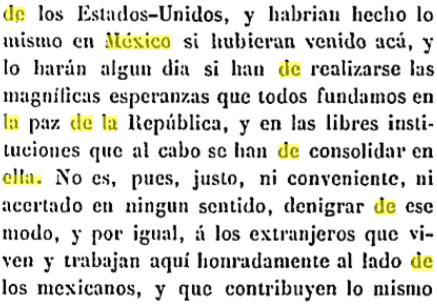 de los Estados-Unidos, y habrian hecho lo
mismo en México si hubieran venido acá, y
lo harán algun dia si han de realizarse las
magníficas esperanzas que todos fundamos en
la paz de la República, y en las libres insti-
tuciones que al cabo se han de consolidar en
ella. No es, pues, justo, ni conveniente, ni
acertado en ningun sentido, denigrar de ese
modo, y por igual, á los extranjeros que vi-
ven y trabajan aquí honradamente al lado de
los mexicanos, y que contribuyen lo mismo